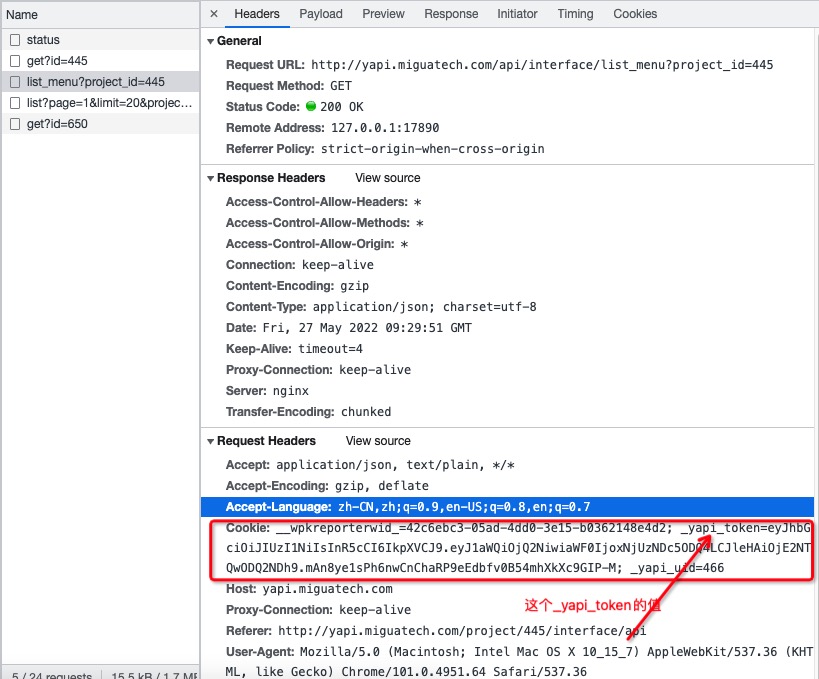 Name
status
get?id=445
list_menu?project_id=445
list?page=1&limit=20&projec...
get?id=650
5 / 24 requests 15.5 kB / 1.7 MB
× Headers Payload Preview Response Initiator Timing Cookies
General
Request URL: http://yapi.miguatech.com/api/interface/list_menu?project_id=445
Request Method: GET
Status Code: 200 OK
Remote Address: 127.0.0.1:17890
Referrer Policy: strict-origin-when-cross-origin
Response Headers View source
Access-Control-Allow-Headers: *
Access-Control-Allow-Methods: *
Access-Control-Allow-Origin: *
Connection: keep-alive
Content-Encoding: gzip
Content-Type: application/json; charset=utf-8
Date: Fri, 27 May 2022 09:29:51 GMT
Keep-Alive: timeout=4
Proxy-Connection: keep-alive
Server: nginx
Transfer-Encoding: chunked
Request Headers View source
Accept: application/json, text/plain, */*
Accept-Encoding: gzip, deflate
Accept-Language: zh-CN,zh;q=0.9,en-US;q=0.8,en;q=0.7
Cookie: __wpkreporterwid_=42c6ebc3-05ad-4dd0-3e15-b0362148e4d2; _yapi_token=eyJhbG
ciOiJIUzI1NiIsInR5cCI6IkpXVCJ9.eyJ1aWQiOjQ2NiwiaWF0IjoxNjUzNDc5ODQ4LCJleHAiOjE2NT
QwODQ2NDh9.mAn8ye1sPh6nwCnChaRP9eEdbfv0B54mhXkXc9GIP-M; _yapi_uid=466
Host: yapi.miguatech.com
这个_yapi_token的值
Proxy-Connection: keep-alive
Referer: http://yapi.miguatech.com/project/445/interface/api
User-Agent: Mozilla/5.0 (Macintosh; Intel Mac OS X 10_15_7) AppleWebKit/537.36 (KHT
ML, like Gecko) Chrome/101.0.4951.64 Safari/537.36